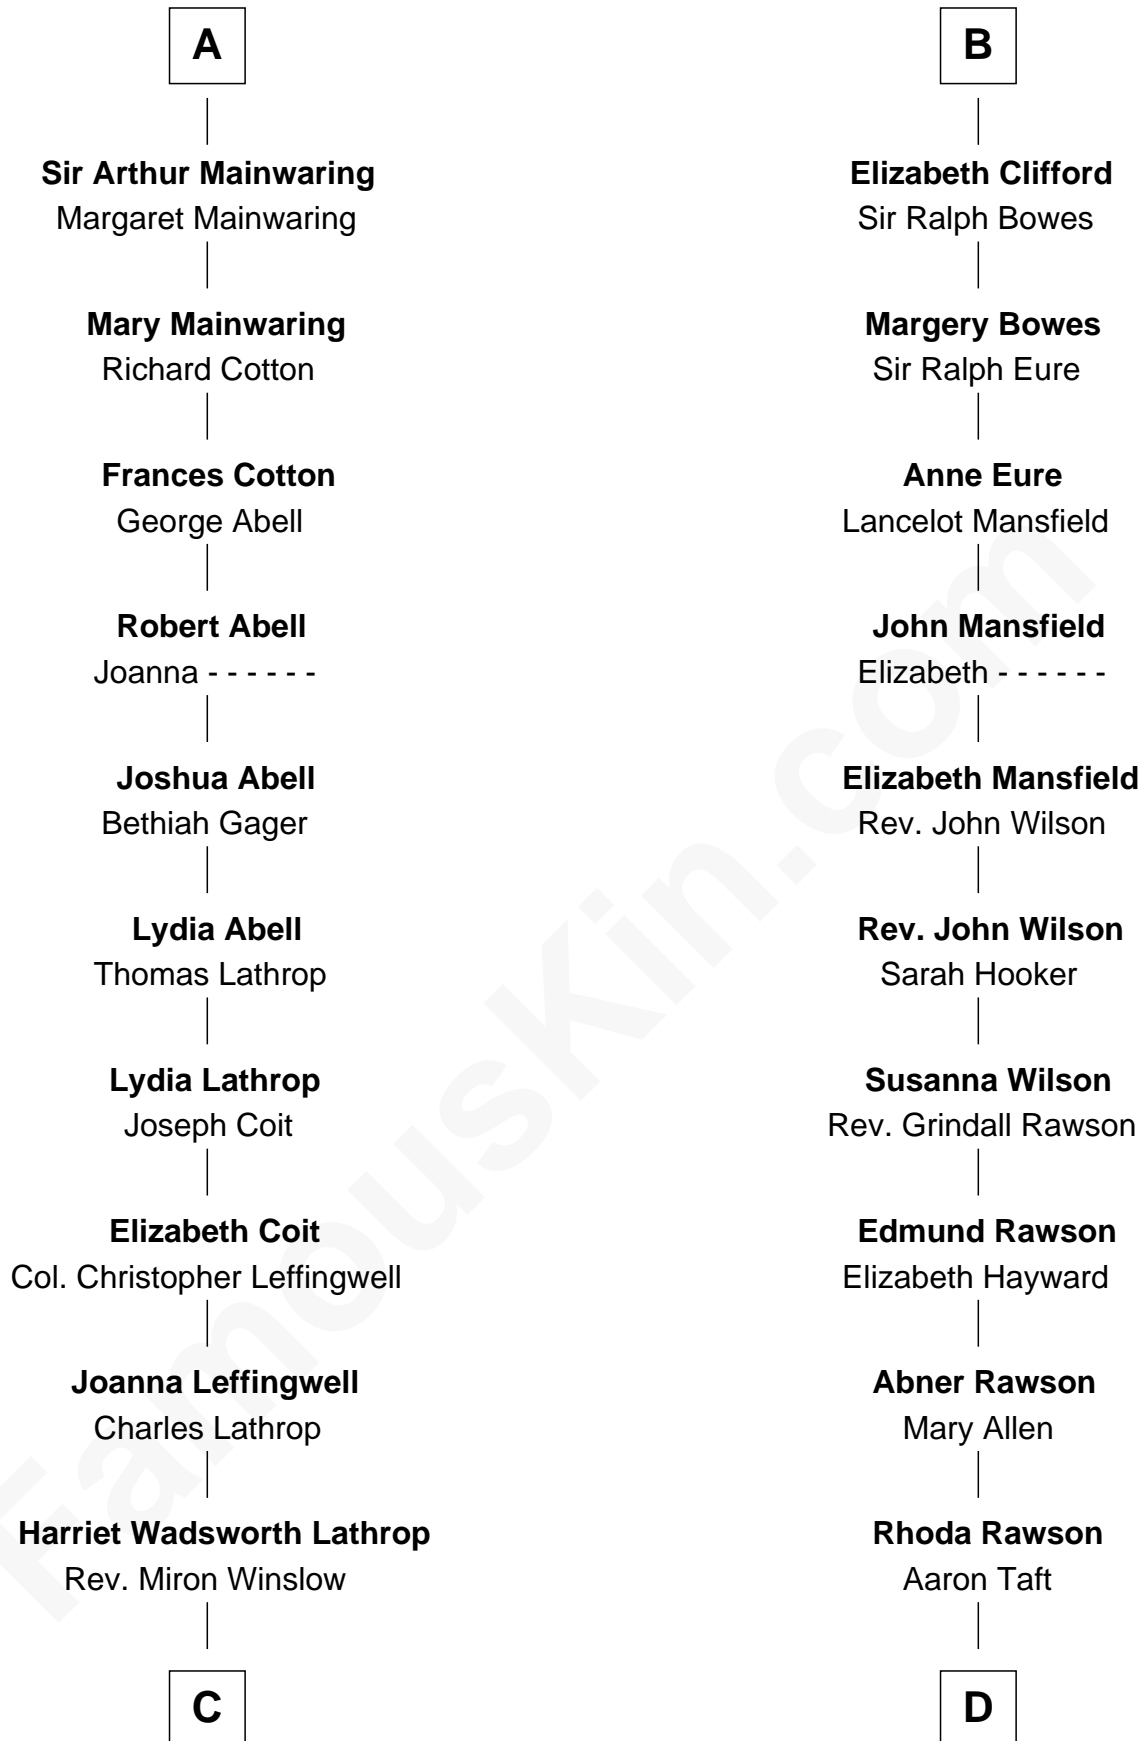 A
Sir Arthur Mainwaring
Margaret Mainwaring
Mary Mainwaring
Richard Cotton
Frances Cotton
George Abell
Robert Abell
Joanna - - - - - -
Joshua Abell
Bethiah Gager
Lydia Abell
Thomas Lathrop
Lydia Lathrop
Joseph Coit
Elizabeth Coit
Col. Christopher Leffingwell
Joanna Leffingwell
Charles Lathrop
Harriet Wadsworth Lathrop
Rev. Miron Winslow
C
B
Elizabeth Clifford
Sir Ralph Bowes
Margery Bowes
Sir Ralph Eure
Anne Eure
Lancelot Mansfield
John Mansfield
Elizabeth - - - - - -
Elizabeth Mansfield
Rev. John Wilson
Rev. John Wilson
Sarah Hooker
Susanna Wilson
Rev. Grindall Rawson
Edmund Rawson
Elizabeth Hayward
Abner Rawson
Mary Allen
Rhoda Rawson
Aaron Taft
D
FamousKin.com